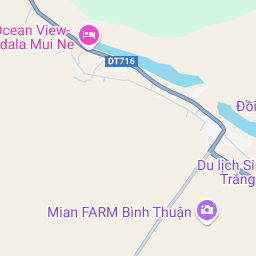 Ocean View-
dala Mui Ne
DT716
Đồi
Du lịch Si
Trắng
Mian FARM Bình Thuận